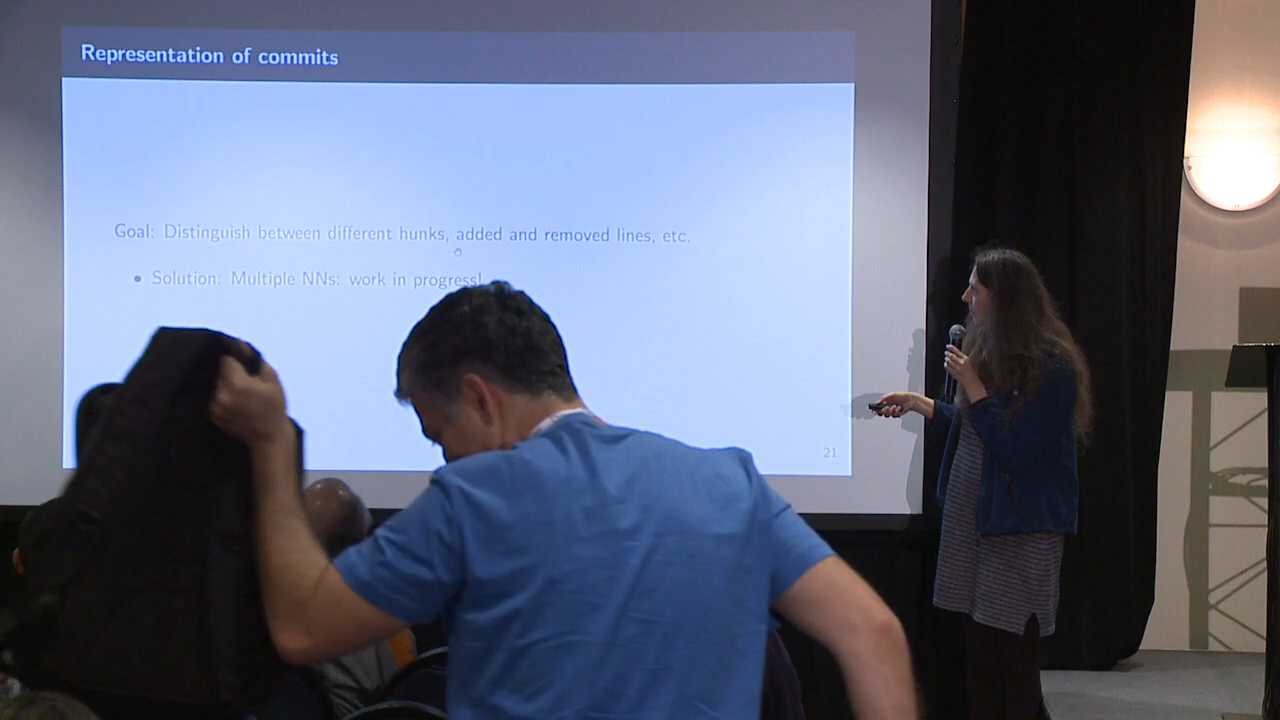 Representation of commits
Goal: Distinguish between different hunks, added and removed lines, etc.
• Solution: Multiple NNs: work in progress!
21